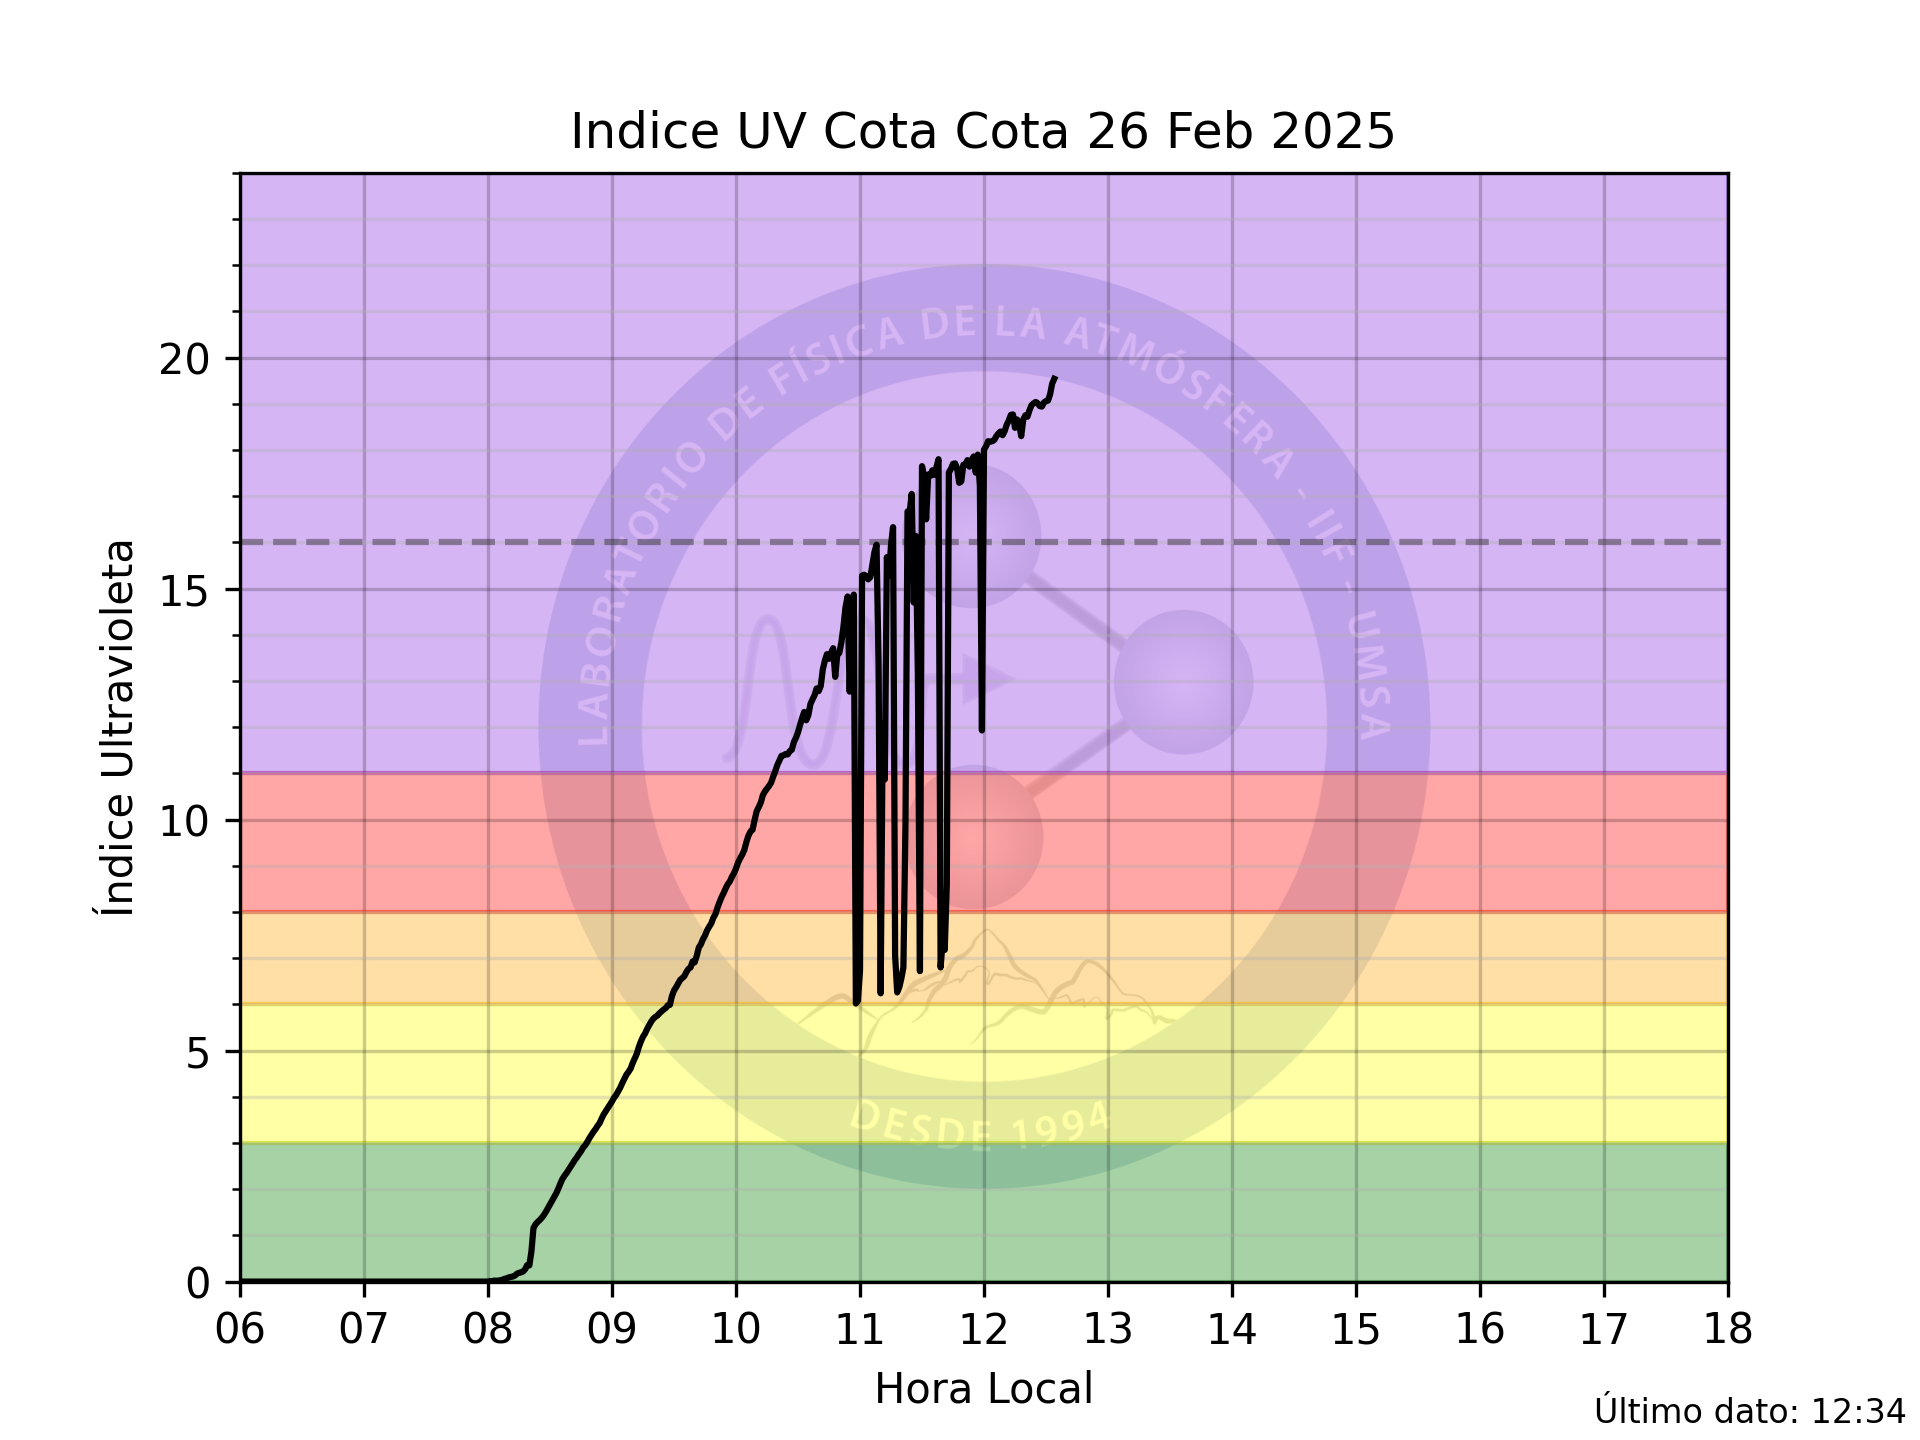 Indice UV Cota Cota 26 Feb 2025
LABORATORIO DE FÍSICA DE LA ATMÓSFERA - IIF - UMSA
DESDE 1994
Índice Ultravioleta
20
15
10
5
0
06 07 08 09 10 11 12 13 14 15 16 17 18
Hora Local
Último dato: 12:34